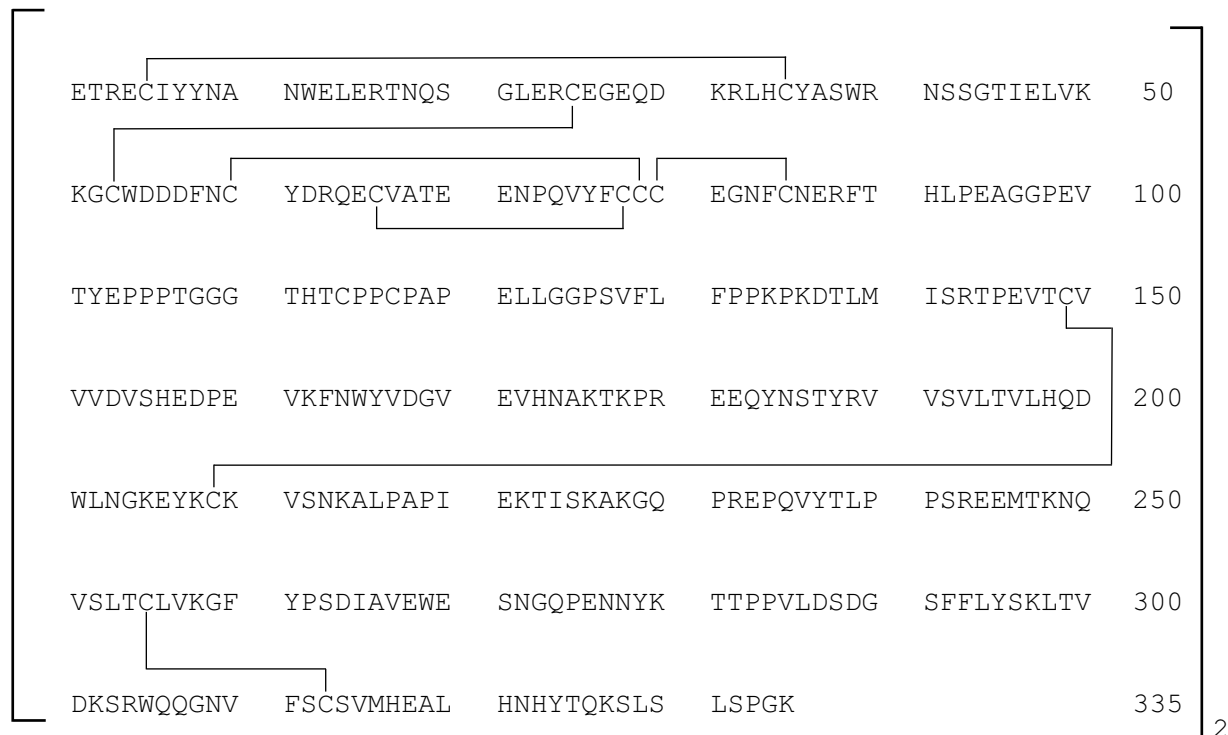 ETRECIYYNA NWELERTNQS GLERCEGEQD KRLHCYASWR NSSGTIELVK 50
KGCWDDDFNC YDRQECVATE ENPQVYFCCC EGNFCNERFT HLPEAGGPEV 100
TYEPPPTGGG THTCPPCPAP ELLGGPSVFL FPPKPKDTLM ISRTPEVTCV 150
VVDVSHEDPE VKFNWYVDGV EVHNAKTKPR EEQYNSTYRV VSVLTVLHQD 200
WLNGKEYKCK VSNKALPAPI EKTISKAKGQ PREPQVYTLP PSREEMTKNQ 250
VSLTCLVKGF YPSDIAVEWE SNGQPENNYK TTPPVLDSDG SFFLYSKLTV 300
DKSRWQQGNV FSCSVMHEAL HNHYTQKSLS LSPGK 335
2